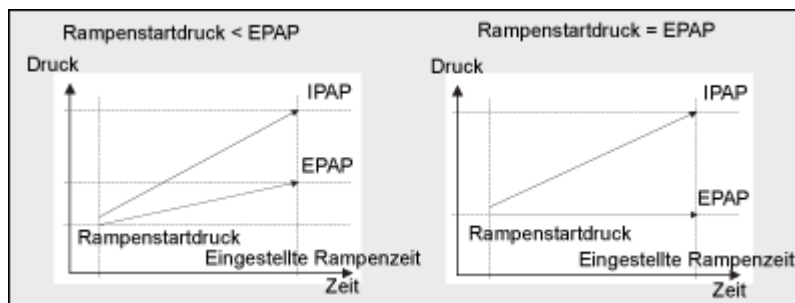 Rampenstartdruck < EPAP
Druck
IPAP
EPAP
Rampenstartdruck
Eingestellte Rampenzeit
Zeit
Rampenstartdruck = EPAP
Druck
IPAP
EPAP
Rampenstartdruck
Eingestellte Rampenzeit
Zeit